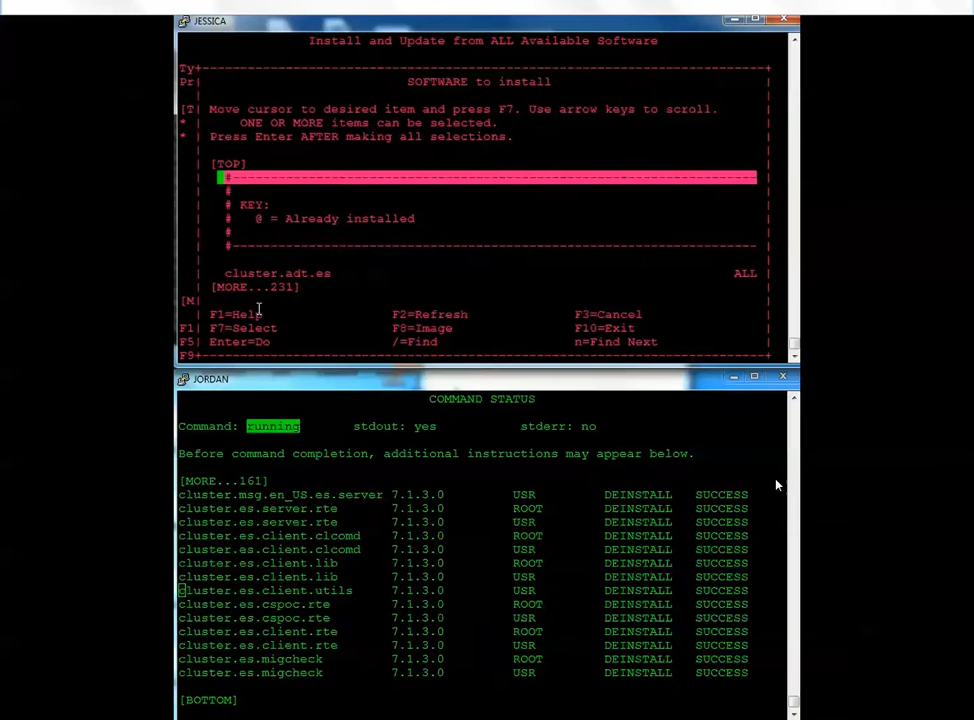 JESSICA
Install and Update from ALL Available Software
Ty+--------------------------------------------------------------------------+
Pr| SOFTWARE to install |
[T| Move cursor to desired item and press F7. Use arrow keys to scroll. |
* | ONE OR MORE items can be selected. |
* | Press Enter AFTER making all selections. |
| [TOP] |
| #--------------------------------------------------------------------- |
| # |
| # KEY: |
| # @ = Already installed |
| # |
| #--------------------------------------------------------------------- |
| cluster.adt.es ALL |
| [MORE...231] |
[M|
| F1=Help F2=Refresh F3=Cancel |
F1| F7=Select F8=Image F10=Exit |
F5| Enter=Do /=Find n=Find Next |
F9+--------------------------------------------------------------------------+
JORDAN
COMMAND STATUS
Command: running stdout: yes stderr: no
Before command completion, additional instructions may appear below.
[MORE...161]
cluster.msg.en_US.es.server 7.1.3.0 USR DEINSTALL SUCCESS
cluster.es.server.rte 7.1.3.0 ROOT DEINSTALL SUCCESS
cluster.es.server.rte 7.1.3.0 USR DEINSTALL SUCCESS
cluster.es.client.clcomd 7.1.3.0 ROOT DEINSTALL SUCCESS
cluster.es.client.clcomd 7.1.3.0 USR DEINSTALL SUCCESS
cluster.es.client.lib 7.1.3.0 ROOT DEINSTALL SUCCESS
cluster.es.client.lib 7.1.3.0 USR DEINSTALL SUCCESS
cluster.es.client.utils 7.1.3.0 USR DEINSTALL SUCCESS
cluster.es.cspoc.rte 7.1.3.0 ROOT DEINSTALL SUCCESS
cluster.es.cspoc.rte 7.1.3.0 USR DEINSTALL SUCCESS
cluster.es.client.rte 7.1.3.0 ROOT DEINSTALL SUCCESS
cluster.es.client.rte 7.1.3.0 USR DEINSTALL SUCCESS
cluster.es.migcheck 7.1.3.0 ROOT DEINSTALL SUCCESS
cluster.es.migcheck 7.1.3.0 USR DEINSTALL SUCCESS
[BOTTOM]